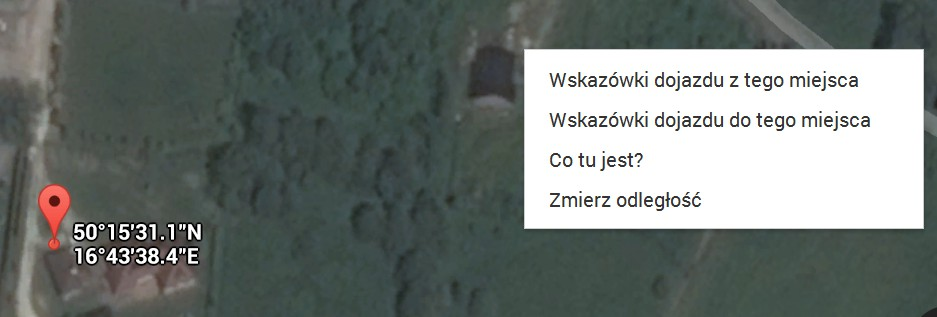 Wskazówki dojazdu z tego miejsca
Wskazówki dojazdu do tego miejsca
Co tu jest?
Zmierz odległość
50°15'31.1"N
16°43'38.4"E